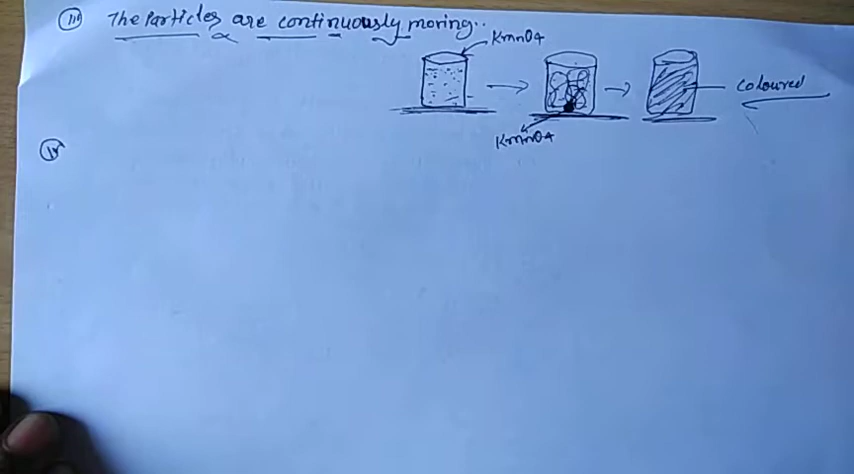 (iii) The Particles are continuously moving..
KmnO4
coloured
KmnO4
(iv)